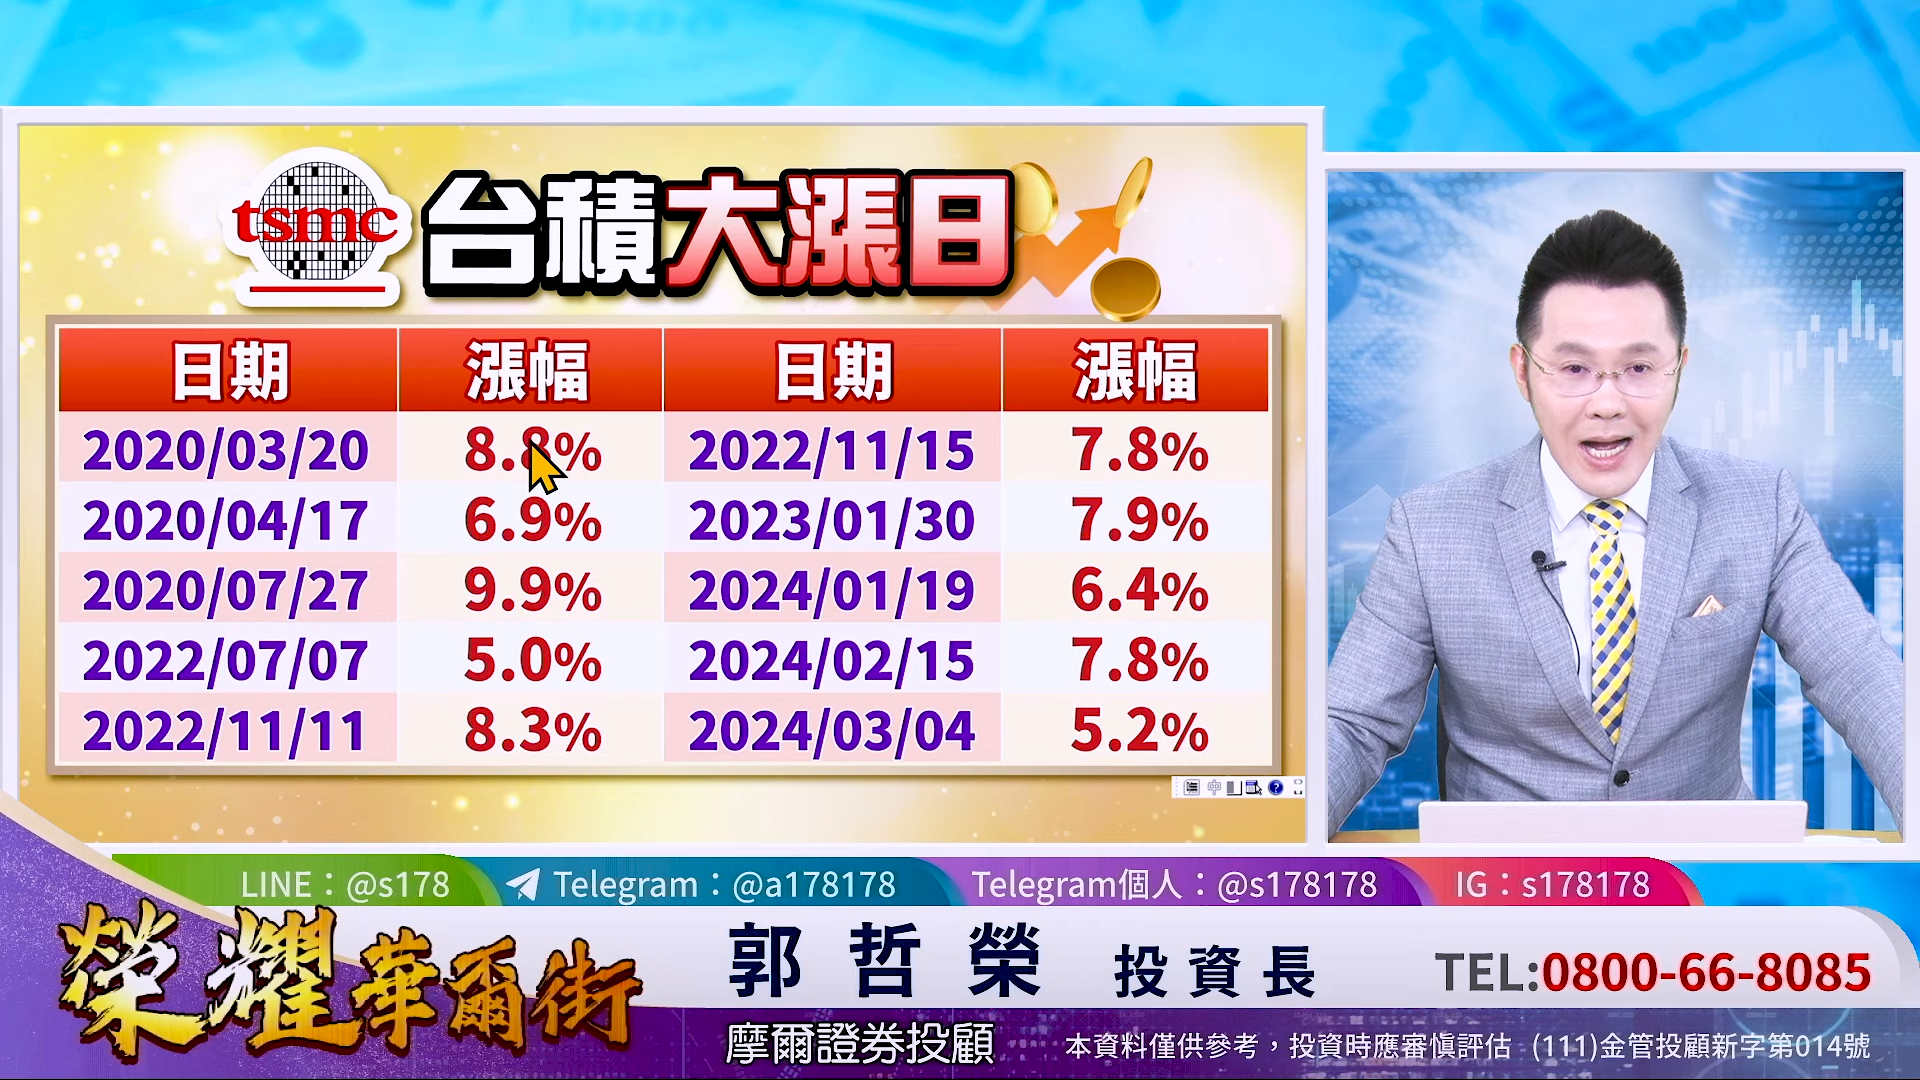 tsmc 台積大漲日
日期 漲幅 日期 漲幅
2020/03/20 8.8% 2022/11/15 7.8%
2020/04/17 6.9% 2023/01/30 7.9%
2020/07/27 9.9% 2024/01/19 6.4%
2022/07/07 5.0% 2024/02/15 7.8%
2022/11/11 8.3% 2024/03/04 5.2%
中
LINE：@s178 Telegram：@a178178 Telegram個人：@s178178 IG：s178178
榮耀華爾街
郭哲榮 投資長 TEL:0800-66-8085
摩爾證券投顧 本資料僅供參考，投資時應審慎評估 (111)金管投顧新字第014號